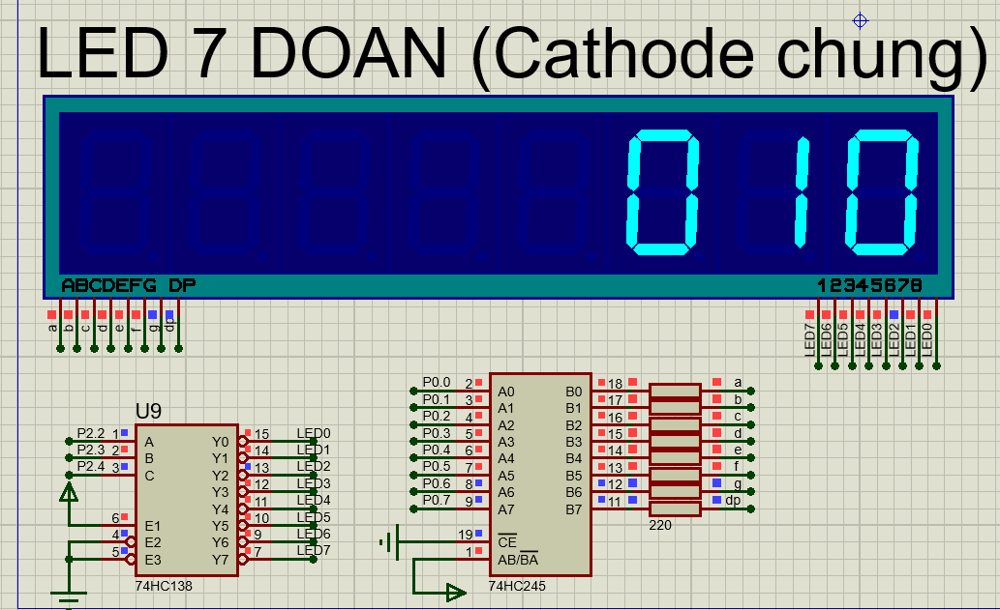 LED 7 DOAN (Cathode chung)
010
ABCDEFG DP
12345678
a b c d e f g dp
LED7 LED6 LED5 LED4 LED3 LED2 LED1 LED0
U9
P2.2 1 A Y0 15 LED0
P2.3 2 B Y1 14 LED1
P2.4 3 C Y2 13 LED2
Y3 12 LED3
Y4 11 LED4
6 E1 Y5 10 LED5
4 E2 Y6 9 LED6
5 E3 Y7 7 LED7
74HC138
P0.0 2 A0 B0 18 a
P0.1 3 A1 B1 17 b
P0.2 4 A2 B2 16 c
P0.3 5 A3 B3 15 d
P0.4 6 A4 B4 14 e
P0.5 7 A5 B5 13 f
P0.6 8 A6 B6 12 g
P0.7 9 A7 B7 11 dp
220
19 CE
1 AB/BA
74HC245